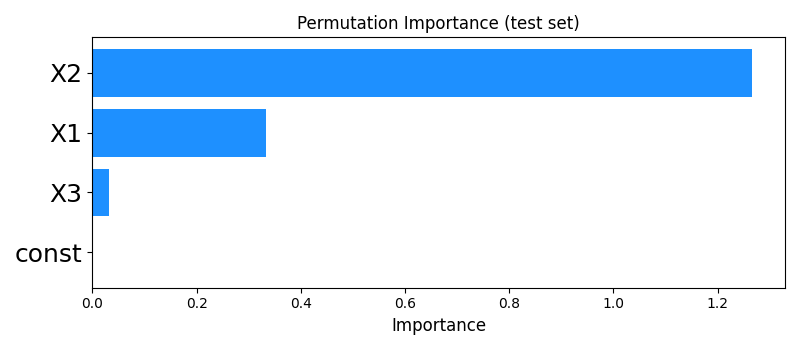 Permutation Importance (test set)
X2
X1
X3
const
0.0 0.2 0.4 0.6 0.8 1.0 1.2
Importance